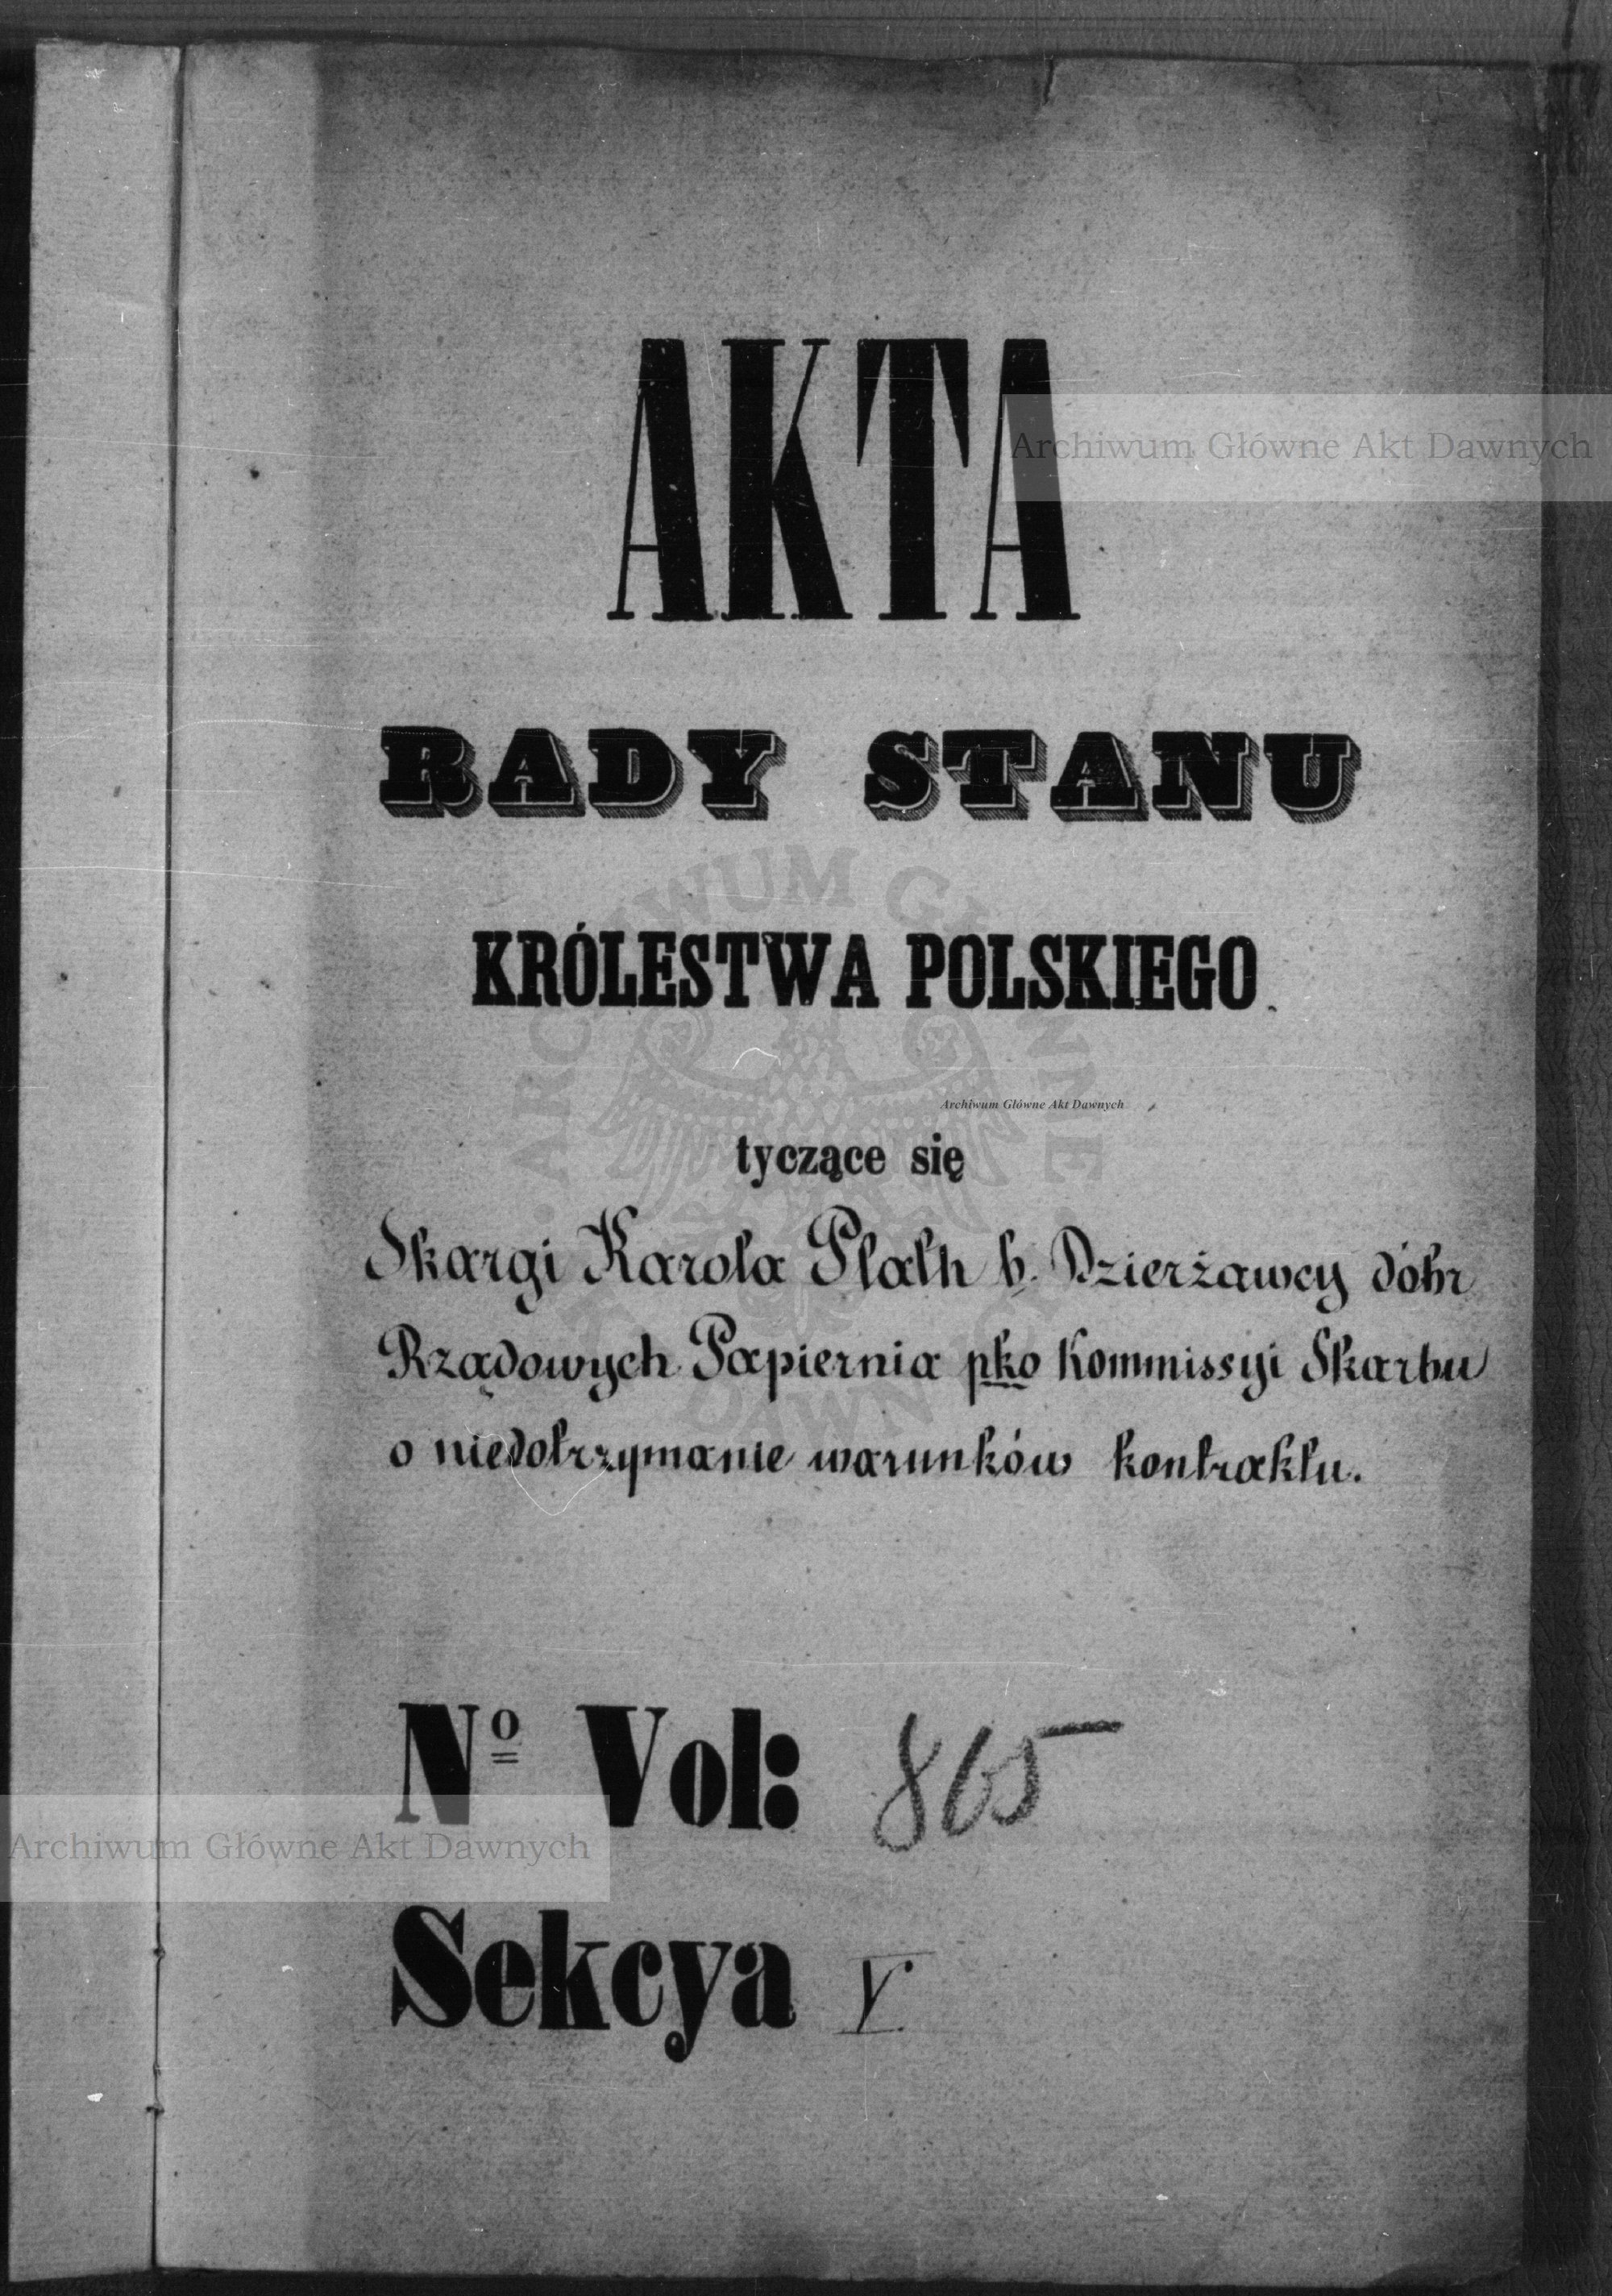 AKTA
Archiwum Główne Akt Dawnych
RADY STANU
KRÓLESTWA POLSKIEGO.
Archiwum Główne Akt Dawnych
tyczące się
Skargi Karola Plath b. Dzierżawcy dóbr
Rządowych Papiernia pko Kommissyi Skarbu
o niedotrzymanie warunków kontraktu.
Nº Vol: 865
Archiwum Główne Akt Dawnych
Sekcya V.